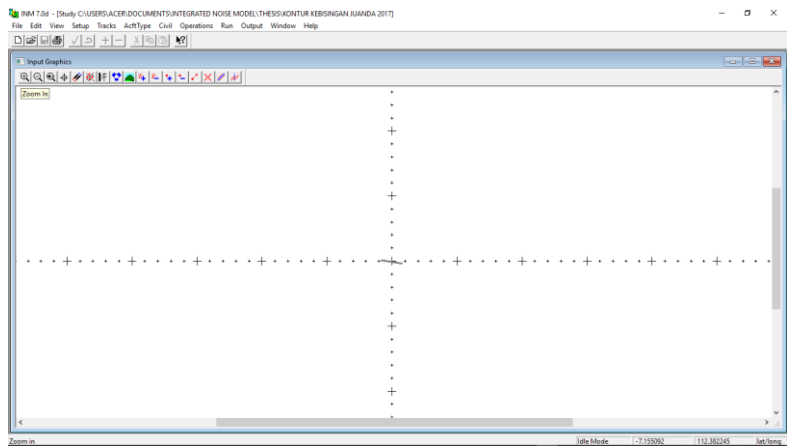 INM 7.0d - [Study C:\USERS\ACER\DOCUMENTS\INTEGRATED NOISE MODEL\THESIS\KONTUR KEBISINGAN JUANDA 2017]
File Edit View Setup Tracks AcftType Civil Operations Run Output Window Help
Input Graphics
Zoom In
Zoom in Idle Mode -7.155092 112.382245 lat/long